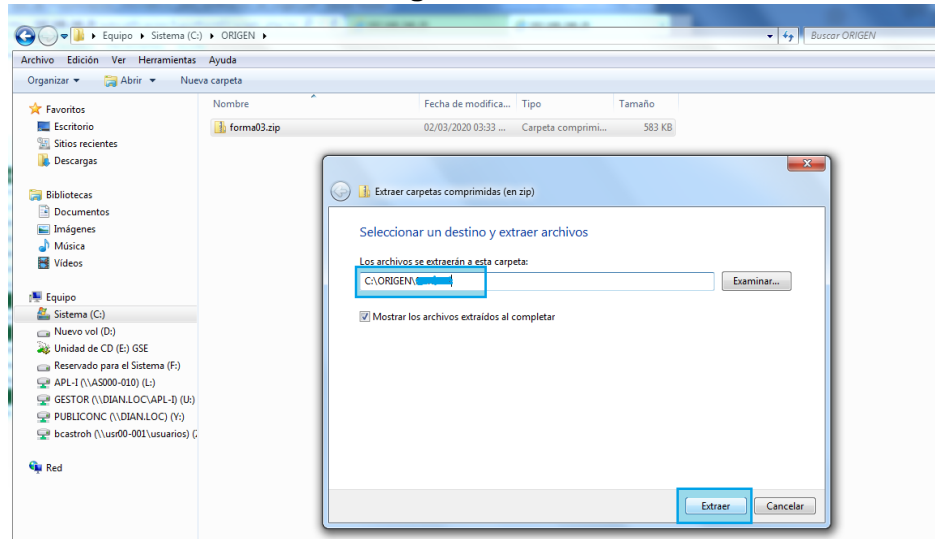 Equipo ▸ Sistema (C:) ▸ ORIGEN ▸
Buscar ORIGEN
Archivo Edición Ver Herramientas Ayuda
Organizar Abrir Nueva carpeta
Favoritos
Escritorio
Sitios recientes
Descargas
Bibliotecas
Documentos
Imágenes
Música
Vídeos
Equipo
Sistema (C:)
Nuevo vol (D:)
Unidad de CD (E:) GSE
Reservado para el Sistema (F:)
APL-I (\\AS000-010) (L:)
GESTOR (\\DIAN.LOC\APL-I) (U:)
PUBLICONC (\\DIAN.LOC) (Y:)
bcastroh (\\usr00-001\usuarios) (
Red
Nombre Fecha de modifica... Tipo Tamaño
forma03.zip 02/03/2020 03:33 ... Carpeta comprimi... 583 KB
Extraer carpetas comprimidas (en zip)
Seleccionar un destino y extraer archivos
Los archivos se extraerán a esta carpeta:
C:\ORIGEN\
Examinar...
Mostrar los archivos extraídos al completar
Extraer Cancelar